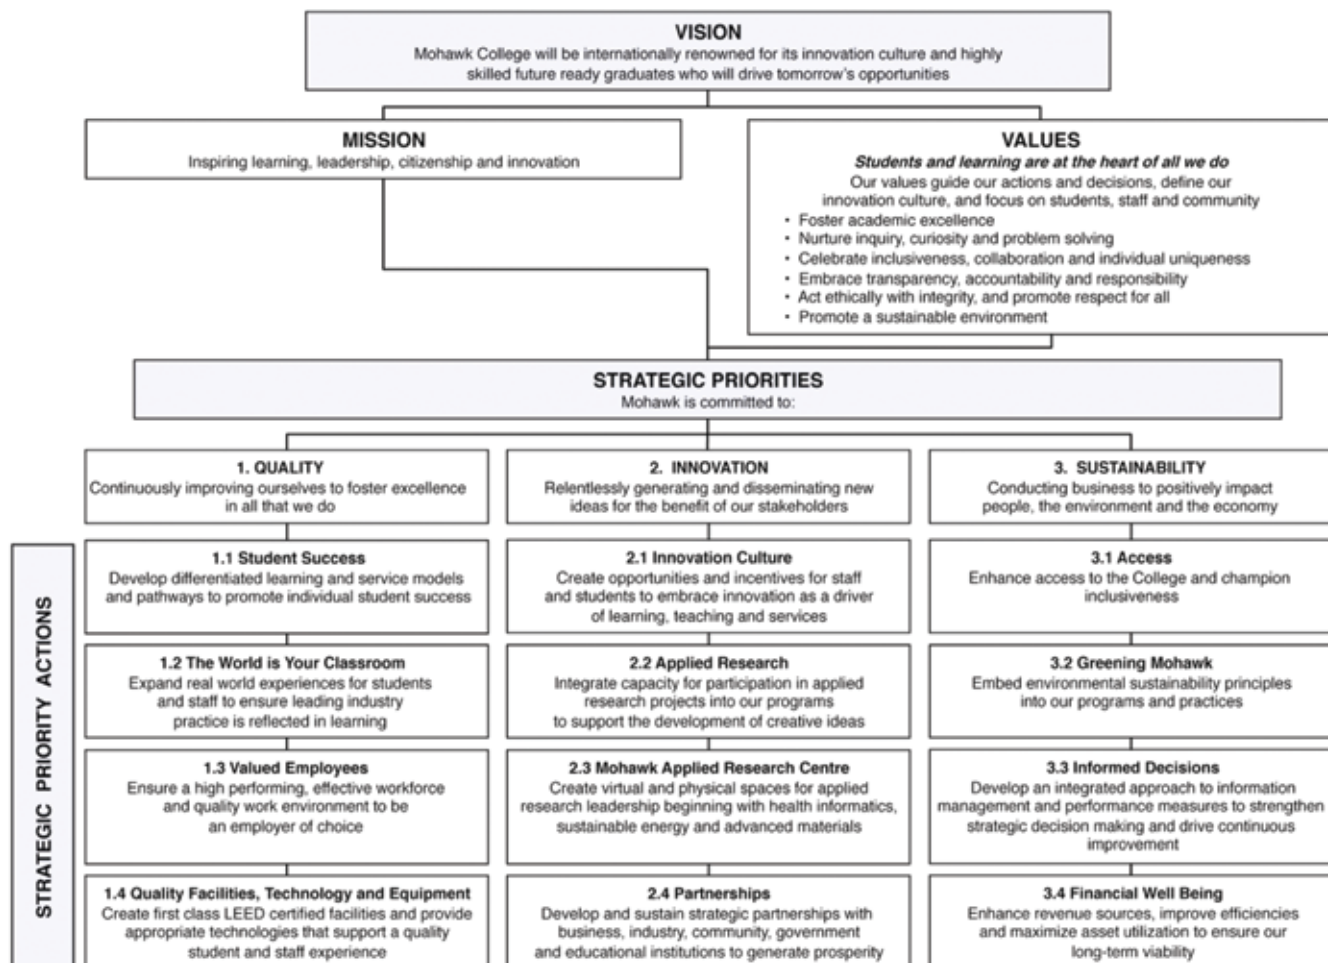 VISION
Mohawk College will be internationally renowned for its innovation culture and highly
skilled future ready graduates who will drive tomorrow's opportunities
MISSION
Inspiring learning, leadership, citizenship and innovation
VALUES
Students and learning are at the heart of all we do
Our values guide our actions and decisions, define our
innovation culture, and focus on students, staff and community
• Foster academic excellence
• Nurture inquiry, curiosity and problem solving
• Celebrate inclusiveness, collaboration and individual uniqueness
• Embrace transparency, accountability and responsibility
• Act ethically with integrity, and promote respect for all
• Promote a sustainable environment
STRATEGIC PRIORITIES
Mohawk is committed to:
1. QUALITY
Continuously improving ourselves to foster excellence
in all that we do
2. INNOVATION
Relentlessly generating and disseminating new
ideas for the benefit of our stakeholders
3. SUSTAINABILITY
Conducting business to positively impact
people, the environment and the economy
STRATEGIC PRIORITY ACTIONS
1.1 Student Success
Develop differentiated learning and service models
and pathways to promote individual student success
2.1 Innovation Culture
Create opportunities and incentives for staff
and students to embrace innovation as a driver
of learning, teaching and services
3.1 Access
Enhance access to the College and champion
inclusiveness
1.2 The World is Your Classroom
Expand real world experiences for students
and staff to ensure leading industry
practice is reflected in learning
2.2 Applied Research
Integrate capacity for participation in applied
research projects into our programs
to support the development of creative ideas
3.2 Greening Mohawk
Embed environmental sustainability principles
into our programs and practices
1.3 Valued Employees
Ensure a high performing, effective workforce
and quality work environment to be
an employer of choice
2.3 Mohawk Applied Research Centre
Create virtual and physical spaces for applied
research leadership beginning with health informatics,
sustainable energy and advanced materials
3.3 Informed Decisions
Develop an integrated approach to information
management and performance measures to strengthen
strategic decision making and drive continuous
improvement
1.4 Quality Facilities, Technology and Equipment
Create first class LEED certified facilities and provide
appropriate technologies that support a quality
student and staff experience
2.4 Partnerships
Develop and sustain strategic partnerships with
business, industry, community, government
and educational institutions to generate prosperity
3.4 Financial Well Being
Enhance revenue sources, improve efficiencies
and maximize asset utilization to ensure our
long-term viability